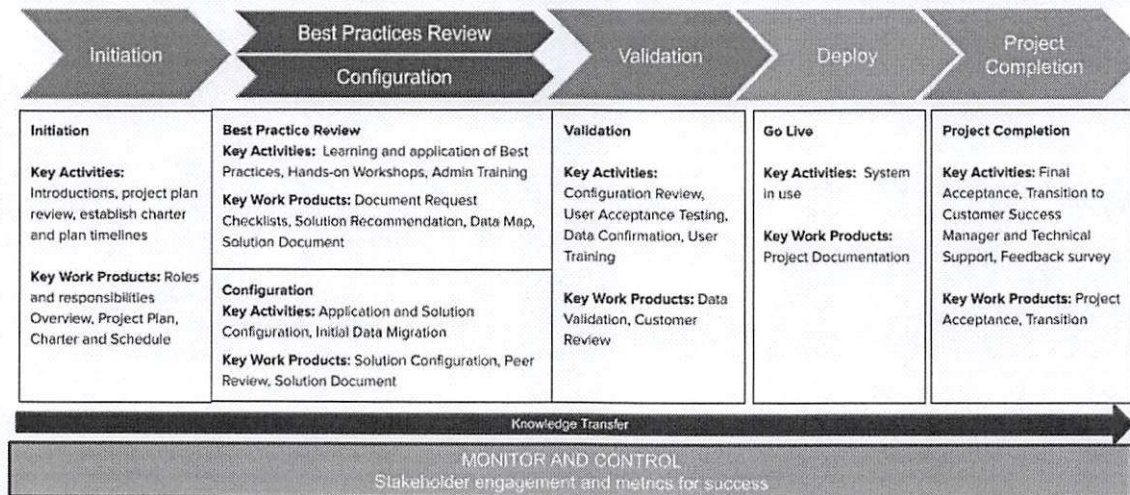 Initiation
Best Practices Review
Configuration
Validation
Deploy
Project
Completion
Initiation
Key Activities:
Introductions, project plan
review, establish charter
and plan timelines
Key Work Products: Roles
and responsibilities
Overview, Project Plan,
Charter and Schedule
Best Practice Review
Key Activities: Learning and application of Best
Practices, Hands-on Workshops, Admin Training
Key Work Products: Document Request
Checklists, Solution Recommendation, Data Map,
Solution Document
Configuration
Key Activities: Application and Solution
Configuration, Initial Data Migration
Key Work Products: Solution Configuration, Peer
Review, Solution Document
Validation
Key Activities:
Configuration Review,
User Acceptance Testing,
Data Confirmation, User
Training
Key Work Products: Data
Validation, Customer
Review
Go Live
Key Activities: System
in use
Key Work Products:
Project Documentation
Project Completion
Key Activities: Final
Acceptance, Transition to
Customer Success
Manager and Technical
Support, Feedback survey
Key Work Products: Project
Acceptance, Transition
Knowledge Transfer
MONITOR AND CONTROL
Stakeholder engagement and metrics for success